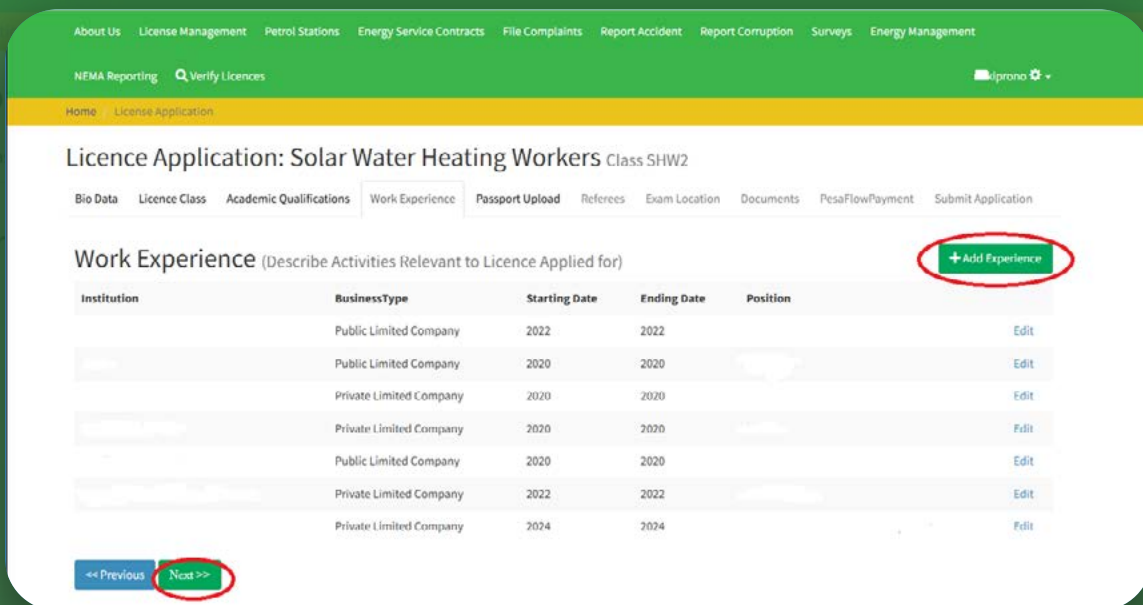 About Us License Management Petrol Stations Energy Service Contracts File Complaints Report Accident Report Corruption Surveys Energy Management
NEMA Reporting Verify Licences kiprono
Home / License Application
Licence Application: Solar Water Heating Workers Class SHW2
Bio Data Licence Class Academic Qualifications Work Experience Passport Upload Referees Exam Location Documents PesaFlowPayment Submit Application
Work Experience (Describe Activities Relevant to Licence Applied for) +Add Experience
Institution BusinessType Starting Date Ending Date Position
Public Limited Company 2022 2022 Edit
Public Limited Company 2020 2020 Edit
Private Limited Company 2020 2020 Edit
Private Limited Company 2020 2020 Edit
Public Limited Company 2020 2020 Edit
Private Limited Company 2022 2022 Edit
Private Limited Company 2024 2024 Edit
<< Previous Next >>